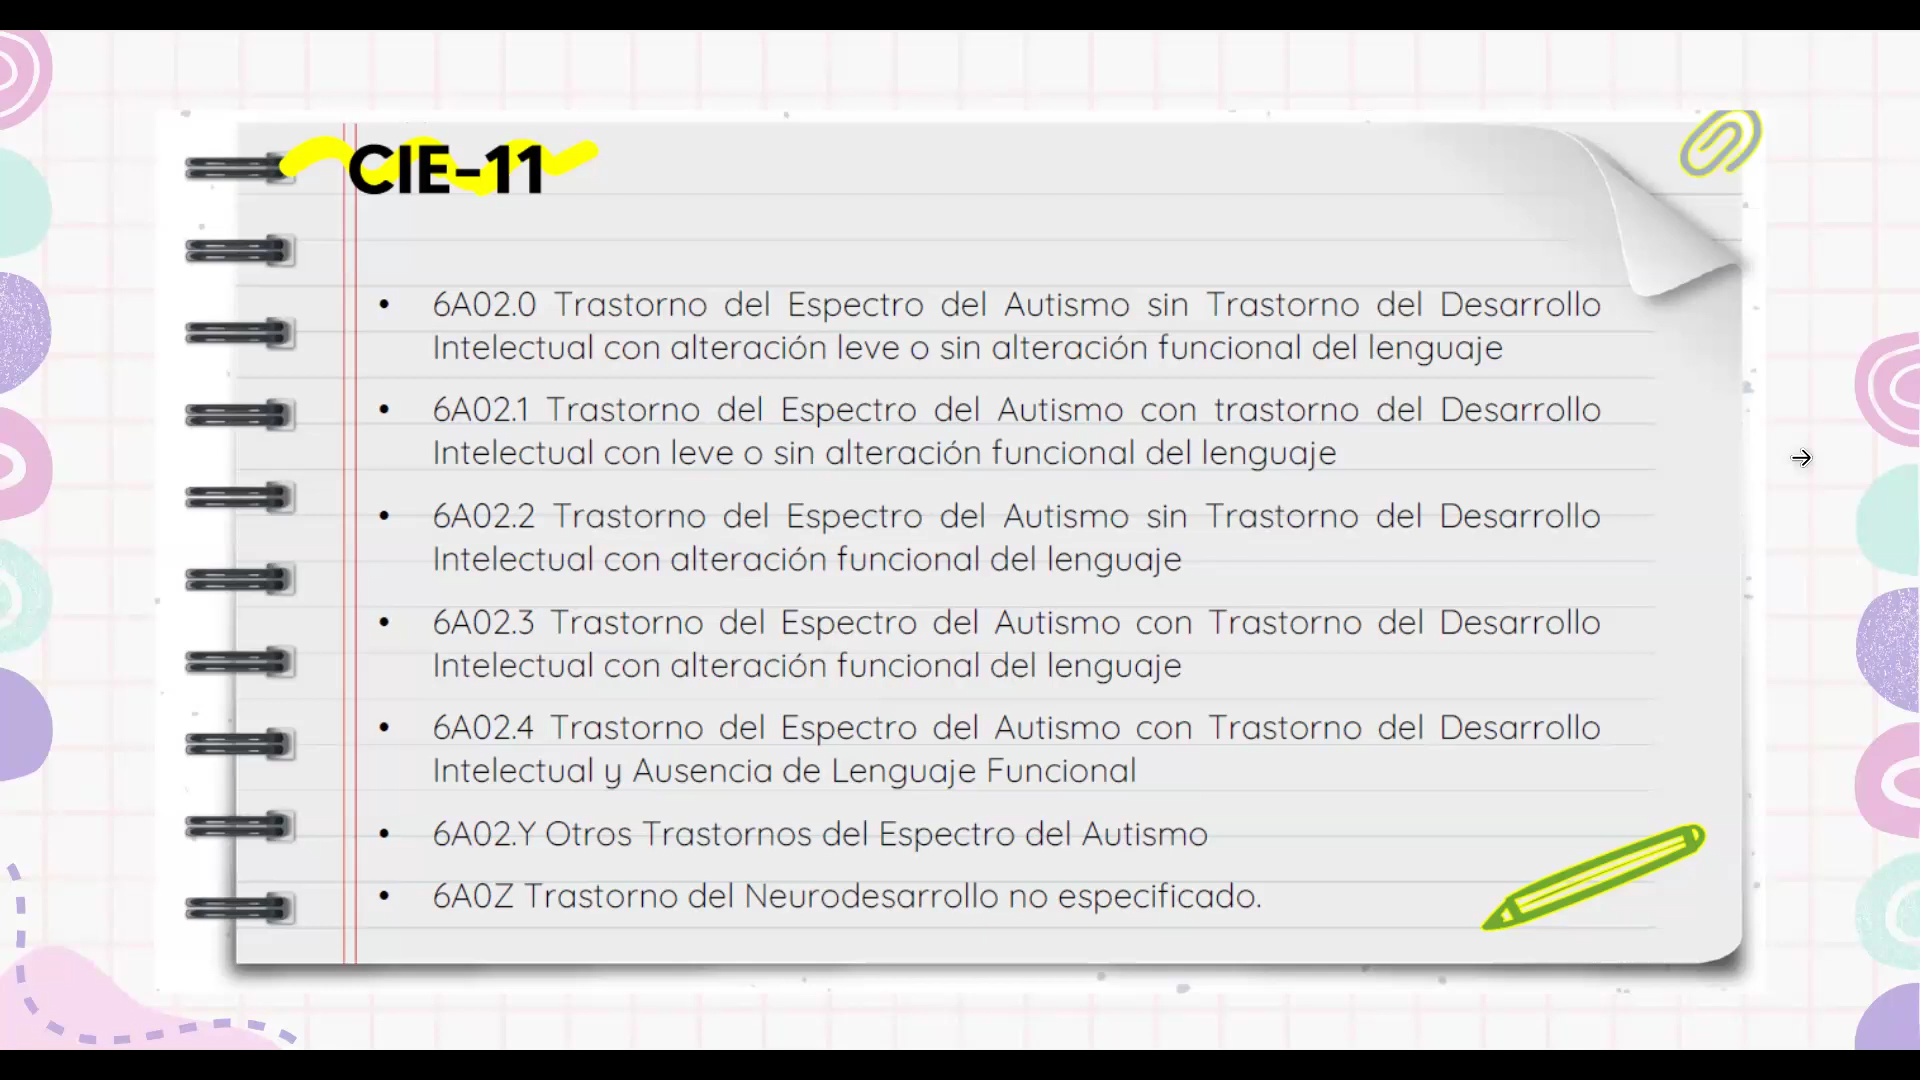 CIE-11
• 6A02.0 Trastorno del Espectro del Autismo sin Trastorno del Desarrollo
Intelectual con alteración leve o sin alteración funcional del lenguaje
• 6A02.1 Trastorno del Espectro del Autismo con trastorno del Desarrollo
Intelectual con leve o sin alteración funcional del lenguaje
• 6A02.2 Trastorno del Espectro del Autismo sin Trastorno del Desarrollo
Intelectual con alteración funcional del lenguaje
• 6A02.3 Trastorno del Espectro del Autismo con Trastorno del Desarrollo
Intelectual con alteración funcional del lenguaje
• 6A02.4 Trastorno del Espectro del Autismo con Trastorno del Desarrollo
Intelectual y Ausencia de Lenguaje Funcional
• 6A02.Y Otros Trastornos del Espectro del Autismo
• 6A0Z Trastorno del Neurodesarrollo no especificado.